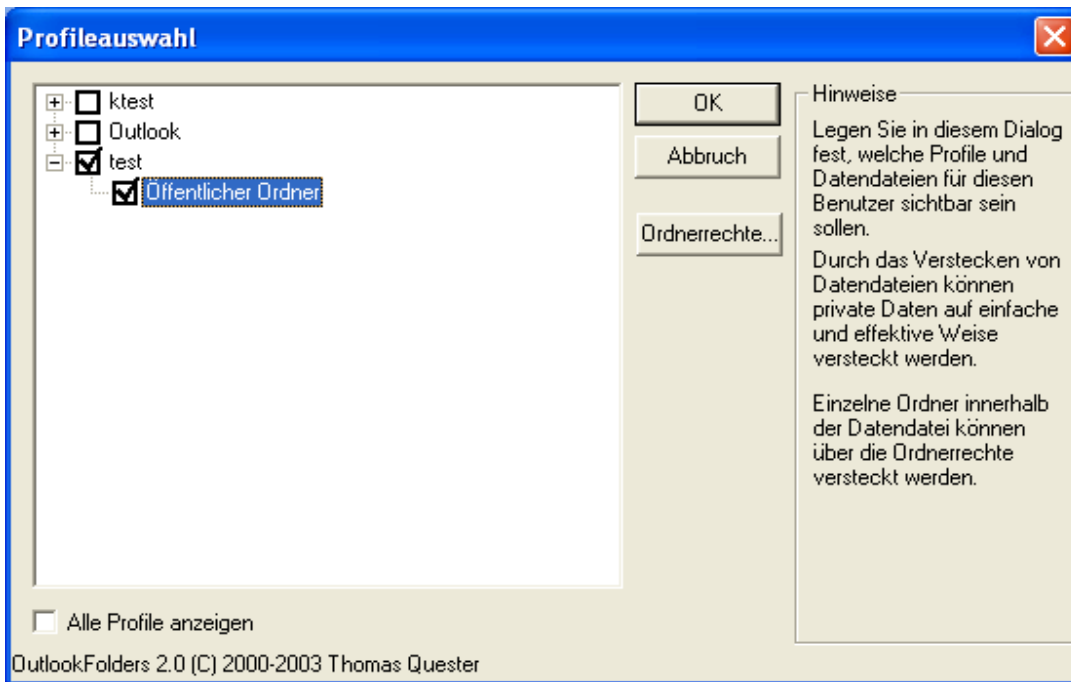 Profileauswahl
ktest
Outlook
test
Öffentlicher Ordner
OK
Abbruch
Ordnerrechte...
Hinweise
Legen Sie in diesem Dialog
fest, welche Profile und
Datendateien für diesen
Benutzer sichtbar sein
sollen.
Durch das Verstecken von
Datendateien können
private Daten auf einfache
und effektive Weise
versteckt werden.
Einzelne Ordner innerhalb
der Datendatei können
über die Ordnerrechte
versteckt werden.
Alle Profile anzeigen
OutlookFolders 2.0 (C) 2000-2003 Thomas Quester